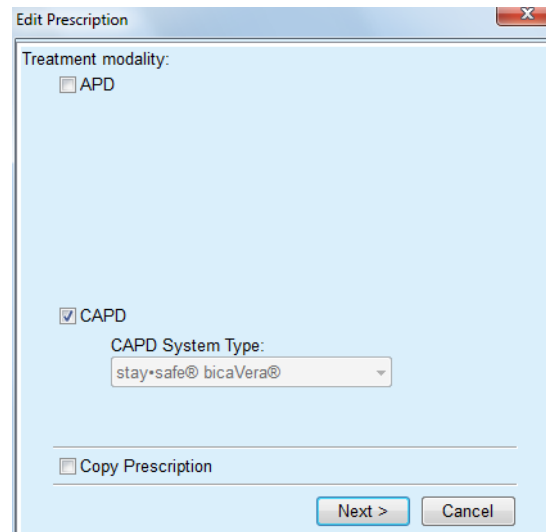 Edit Prescription
x
Treatment modality:
APD
CAPD
CAPD System Type:
stay•safe® bicaVera®
Copy Prescription
Next >
Cancel